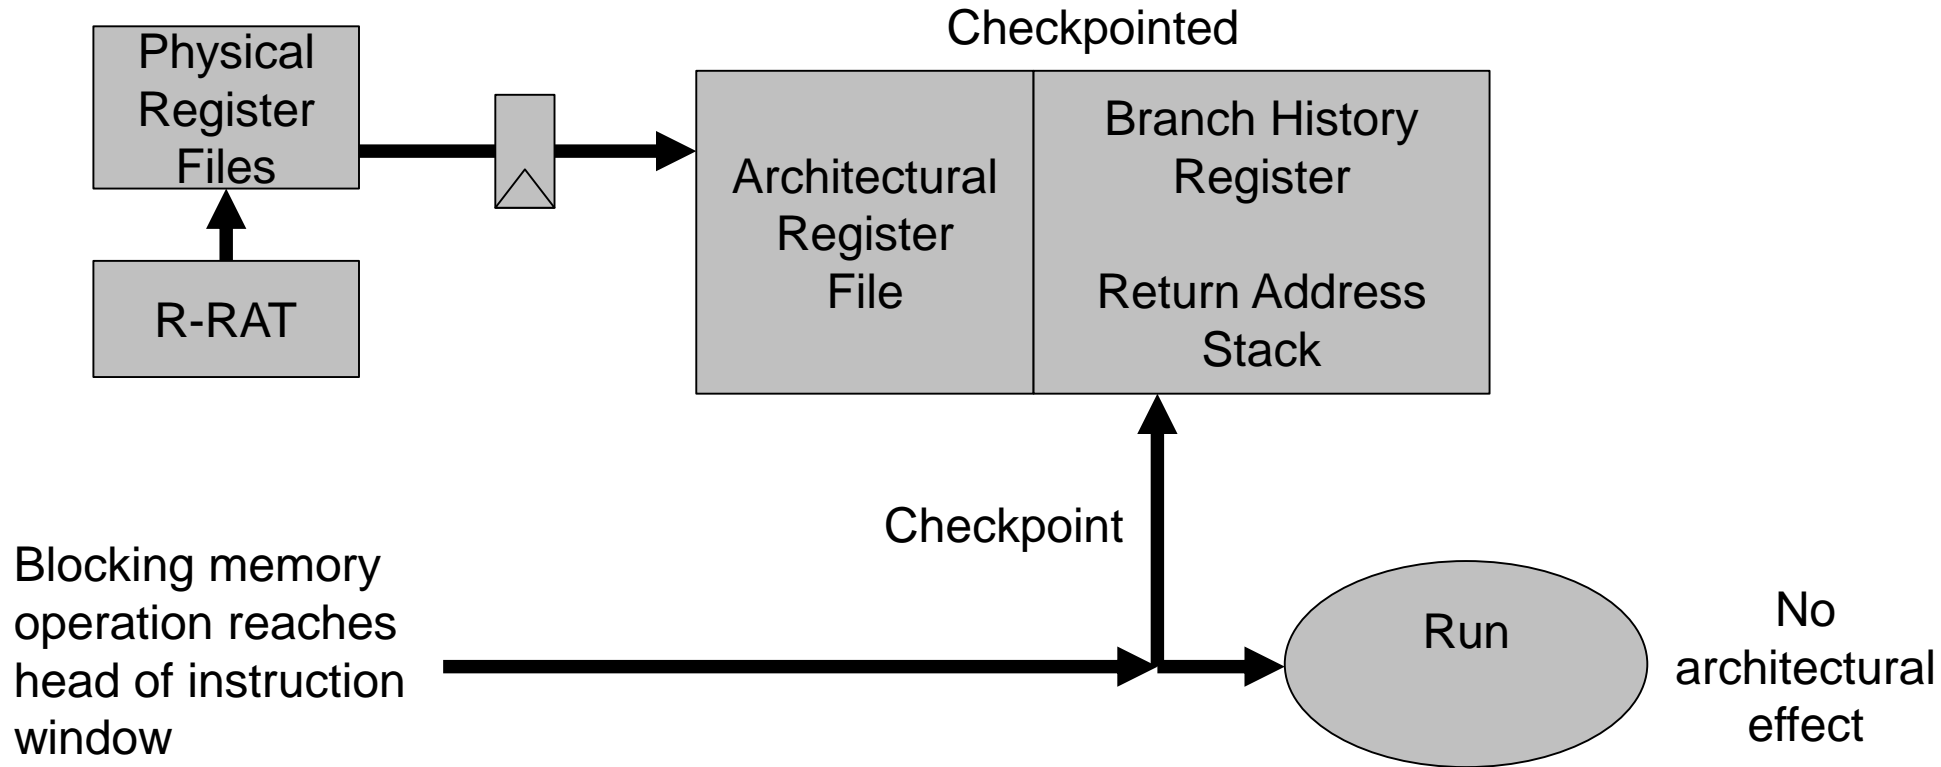 Physical
Register
Files
R-RAT
Checkpointed
Architectural
Register
File
Branch History
Register
Return Address
Stack
Checkpoint
Blocking memory
operation reaches
head of instruction
window
Run
No
architectural
effect